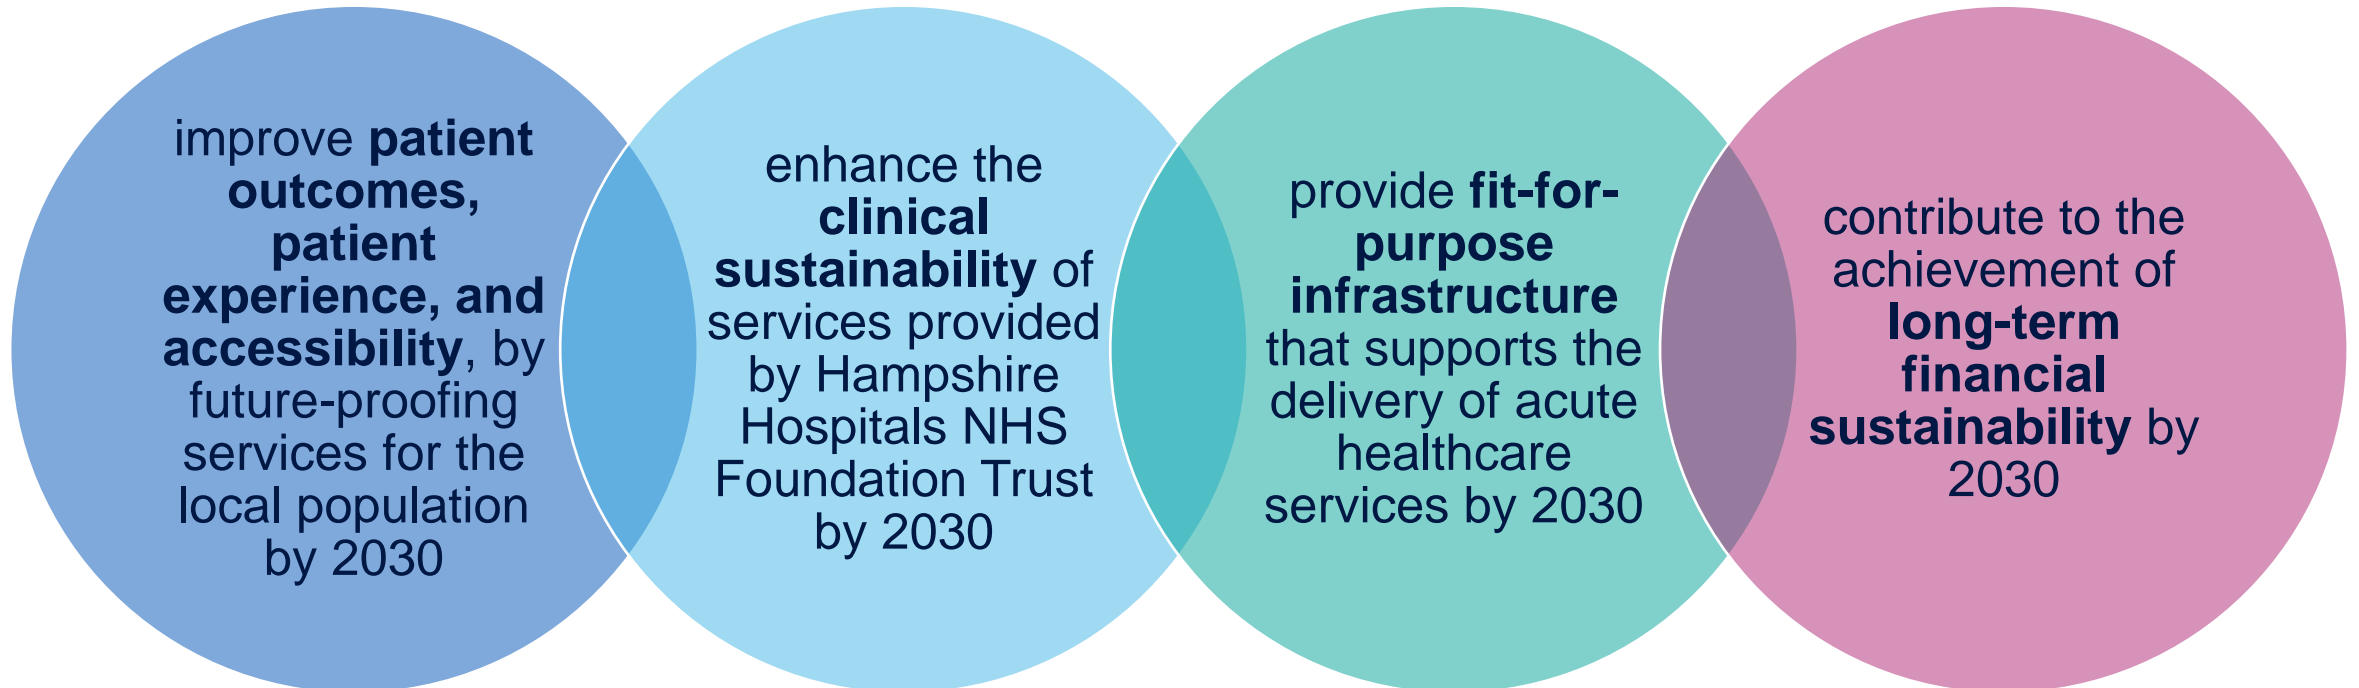 improve patient
outcomes,
patient
experience, and
accessibility, by
future-proofing
services for the
local population
by 2030
enhance the
clinical
sustainability of
services provided
by Hampshire
Hospitals NHS
Foundation Trust
by 2030
provide fit-for-
purpose
infrastructure
that supports the
delivery of acute
healthcare
services by 2030
contribute to the
achievement of
long-term
financial
sustainability by
2030